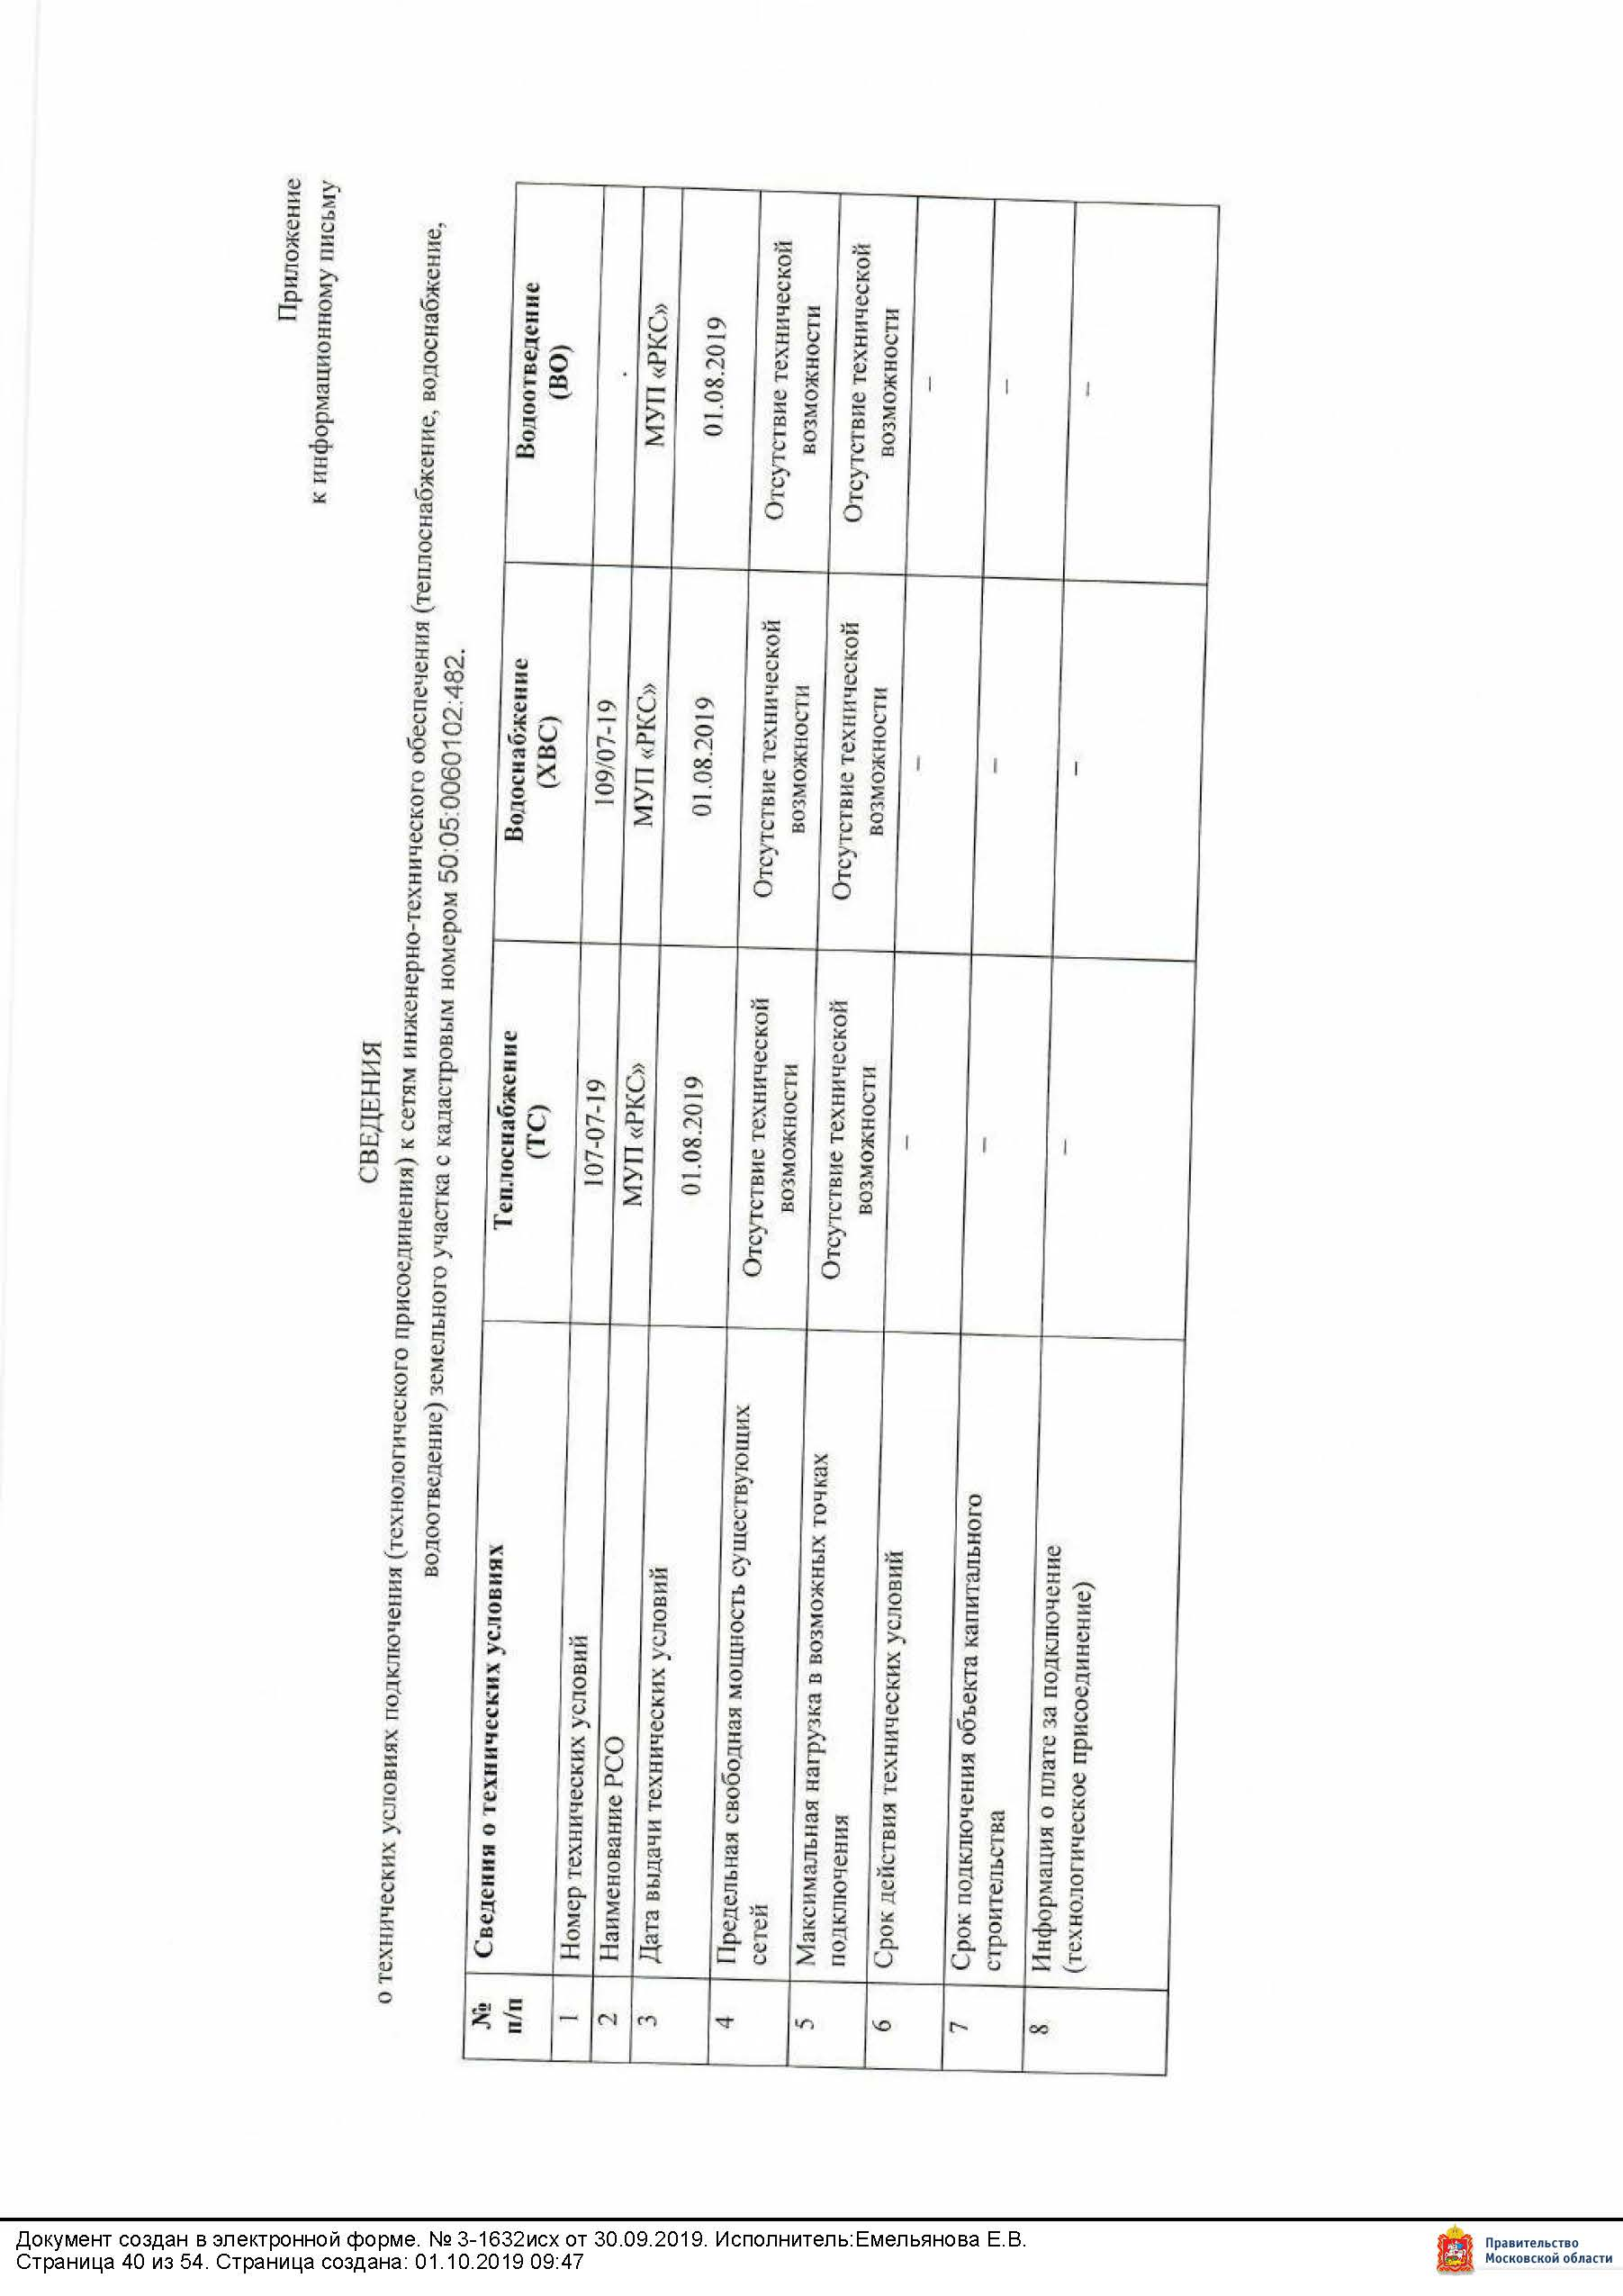 Приложение
к информационному письму
СВЕДЕНИЯ
о технических условиях подключения (технологического присоединения) к сетям инженерно-технического обеспечения (теплоснабжение, водоснабжение,
водоотведение) земельного участка с кадастровым номером 50:05:0060102:482.
№ п/п Сведения о технических условиях Теплоснабжение (ТС) Водоснабжение (ХВС) Водоотведение (ВО)
1 Номер технических условий 107-07-19 109/07-19
2 Наименование РСО МУП «РКС» МУП «РКС» МУП «РКС»
3 Дата выдачи технических условий 01.08.2019 01.08.2019 01.08.2019
4 Предельная свободная мощность существующих Отсутствие технической Отсутствие технической Отсутствие технической
сетей возможности возможности возможности
5 Максимальная нагрузка в возможных точках Отсутствие технической Отсутствие технической Отсутствие технической
подключения возможности возможности возможности
6 Срок действия технических условий – – –
7 Срок подключения объекта капитального – – –
строительства
8 Информация о плате за подключение – – –
(технологическое присоединение)
Документ создан в электронной форме. № 3-1632исх от 30.09.2019. Исполнитель:Емельянова Е.В.
Страница 40 из 54. Страница создана: 01.10.2019 09:47
Правительство
Московской области